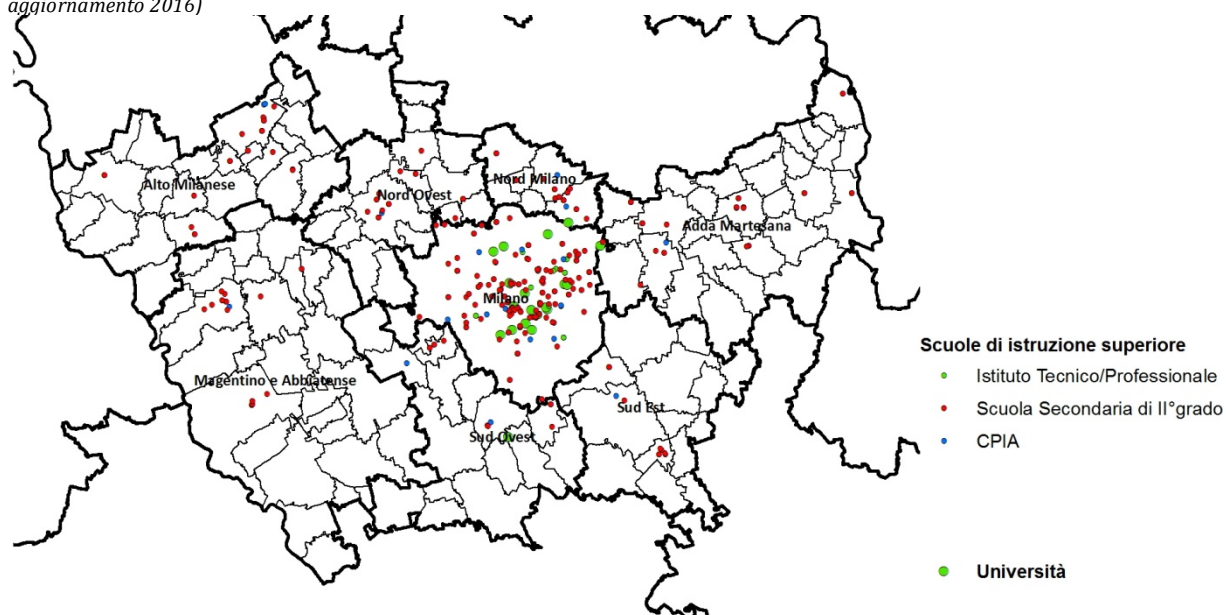 aggiornamento 2016)
Alto Milanese
Nord Ovest
Nord Milano
Adda Martesana
Milano
Magentino e Abbiatense
Sud Est
Sud Ovest
Scuole di istruzione superiore
Istituto Tecnico/Professionale
Scuola Secondaria di II°grado
CPIA
Università